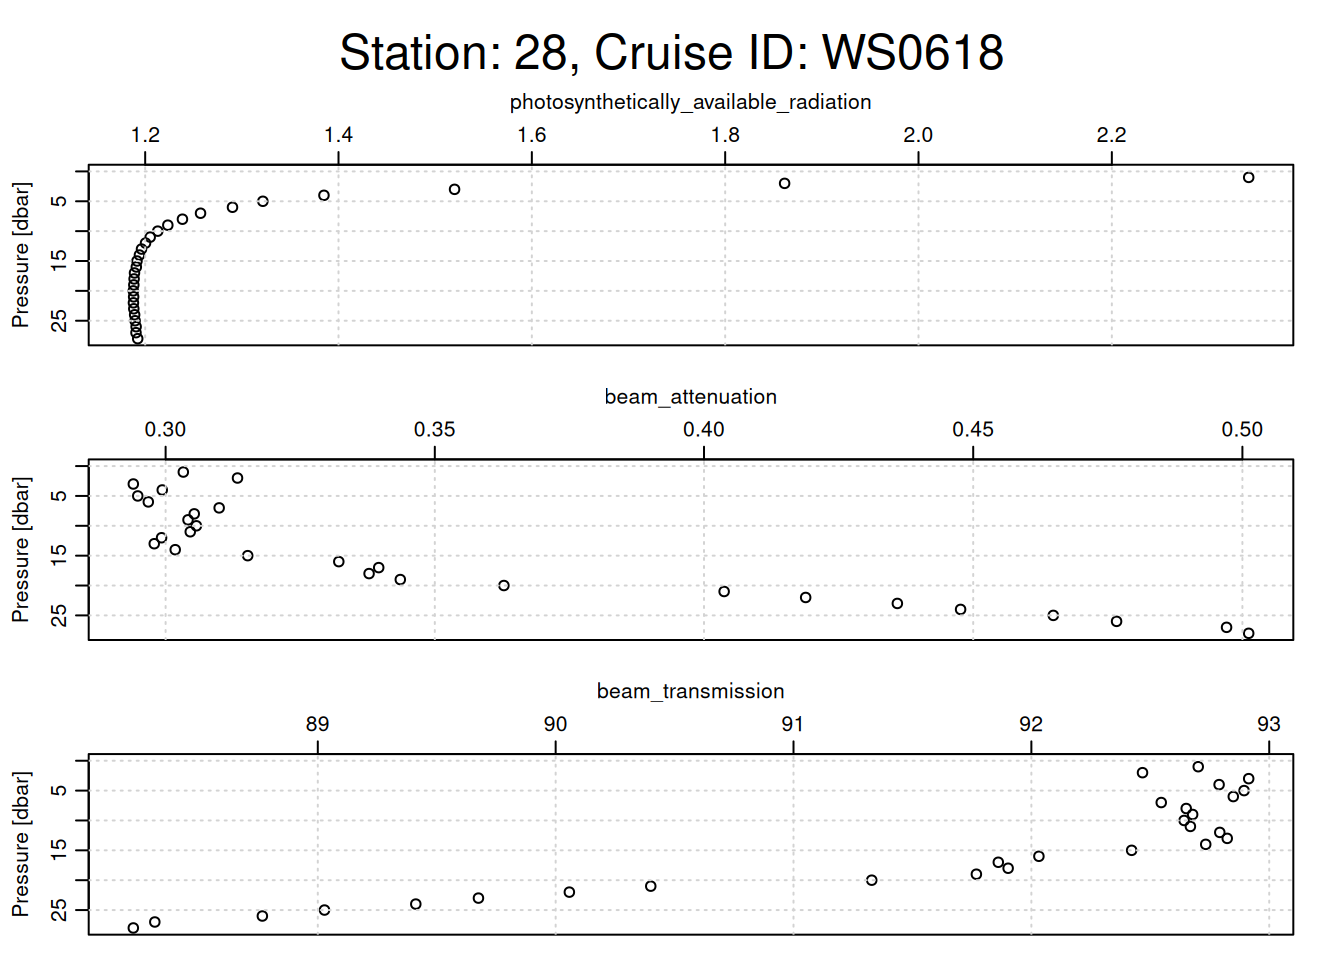 Station: 28, Cruise ID: WS0618
photosynthetically_available_radiation
1.2 1.4 1.6 1.8 2.0 2.2
Pressure [dbar]
5
15
25
beam_attenuation
0.30 0.35 0.40 0.45 0.50
Pressure [dbar]
5
15
25
beam_transmission
89 90 91 92 93
Pressure [dbar]
5
15
25